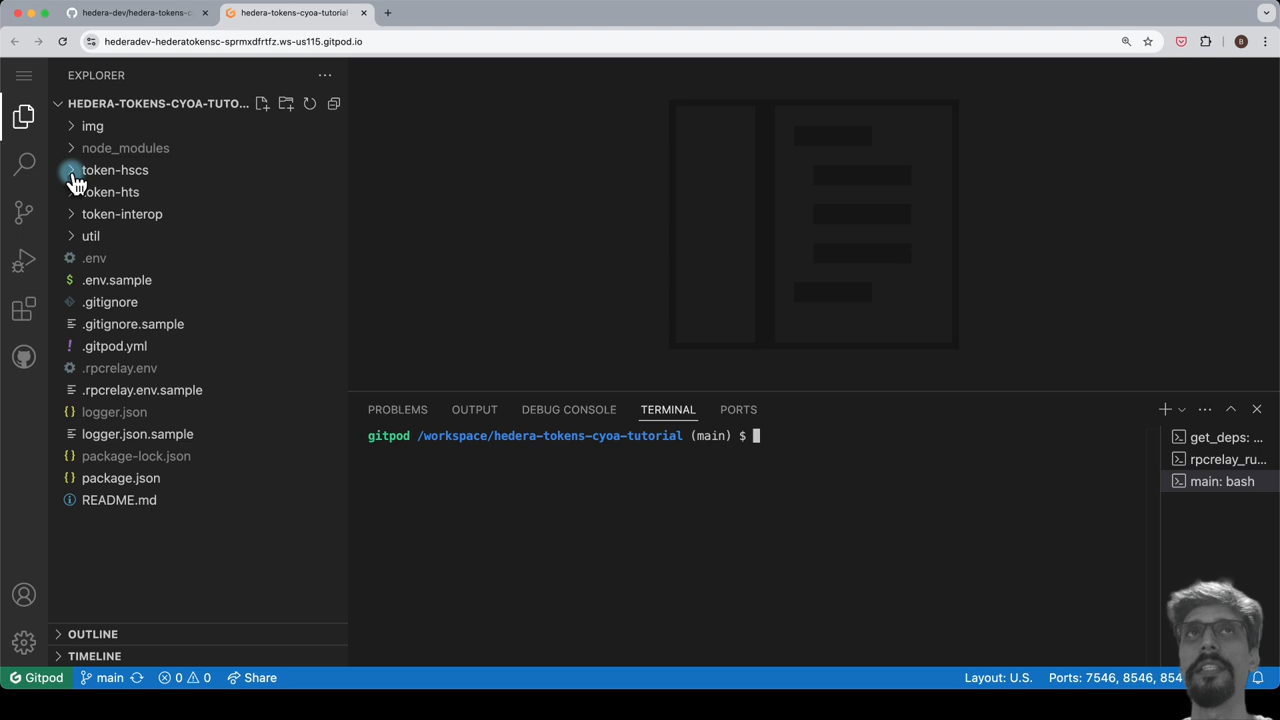 hedera-dev/hedera-tokens-c
hedera-tokens-cyoa-tutorial
hederadev-hederatokensc-sprmxdfrtfz.ws-us115.gitpod.io
B
EXPLORER
HEDERA-TOKENS-CYOA-TUTO...
img
node_modules
token-hscs
token-hts
token-interop
util
.env
$ .env.sample
.gitignore
.gitignore.sample
! .gitpod.yml
.rpcrelay.env
.rpcrelay.env.sample
{} logger.json
logger.json.sample
{} package-lock.json
{} package.json
README.md
OUTLINE
TIMELINE
PROBLEMS OUTPUT DEBUG CONSOLE TERMINAL PORTS
gitpod /workspace/hedera-tokens-cyoa-tutorial (main) $
get_deps: ...
rpcrelay_ru...
main: bash
Gitpod main 0 0 Share Layout: U.S. Ports: 7546, 8546, 854